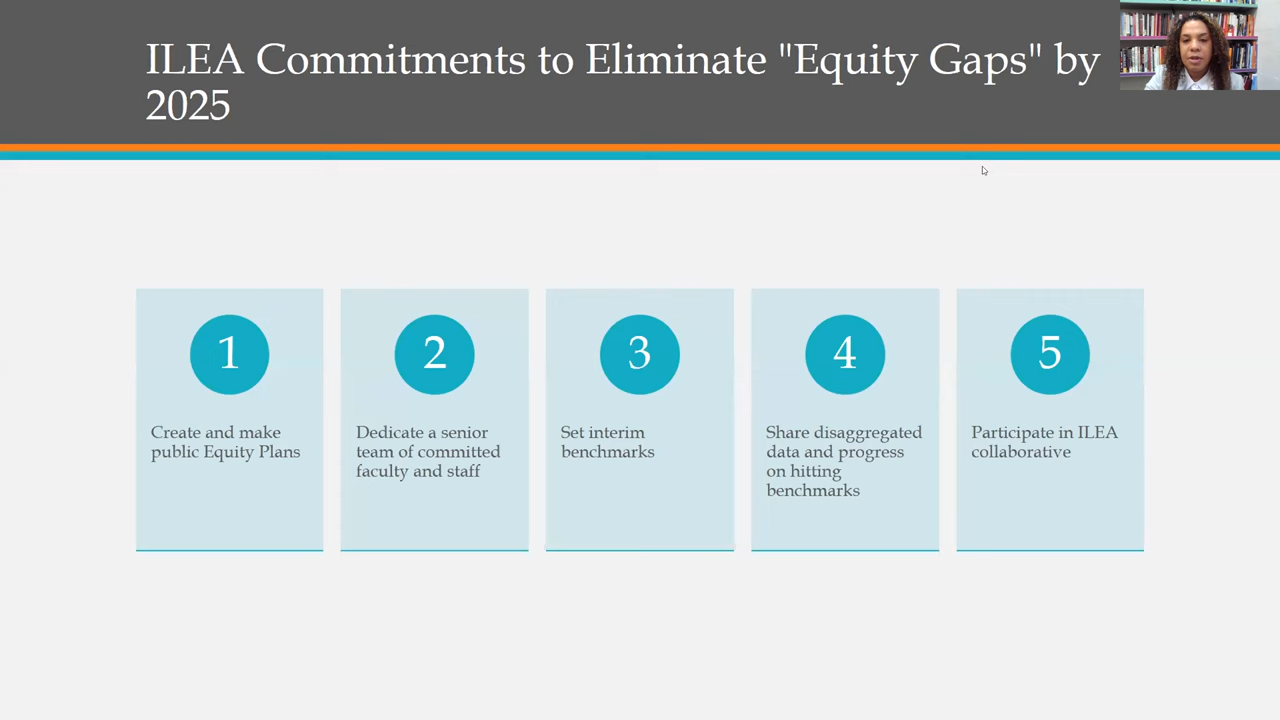 ILEA Commitments to Eliminate "Equity Gaps" by
2025
1
Create and make
public Equity Plans
2
Dedicate a senior
team of committed
faculty and staff
3
Set interim
benchmarks
4
Share disaggregated
data and progress
on hitting
benchmarks
5
Participate in ILEA
collaborative